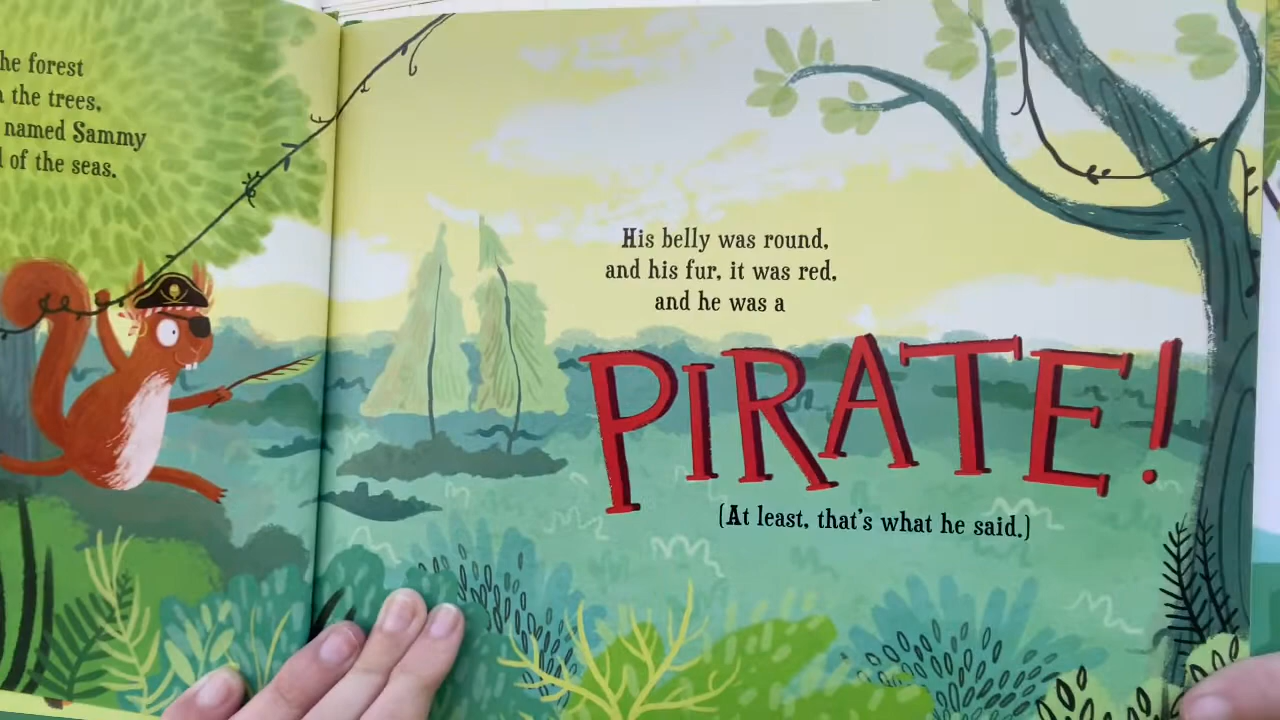 he forest
the trees,
named Sammy
of the seas.
His belly was round,
and his fur, it was red,
and he was a
PIRATE!
(At least, that's what he said.)